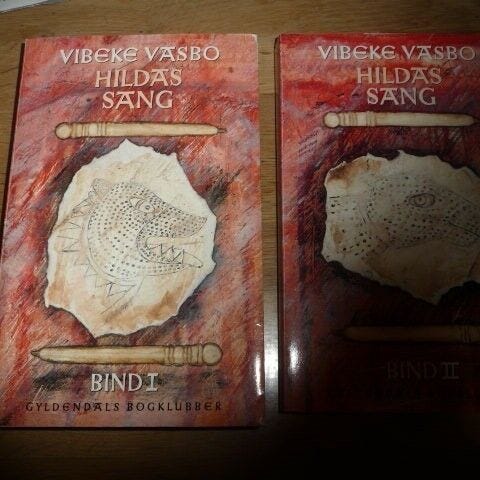 VIBEKE VASBO
HILDAS
SANG
BIND I
GYLDENDALS BOGKLUBBER
VIBEKE VASBO
HILDAS
SANG
BIND II